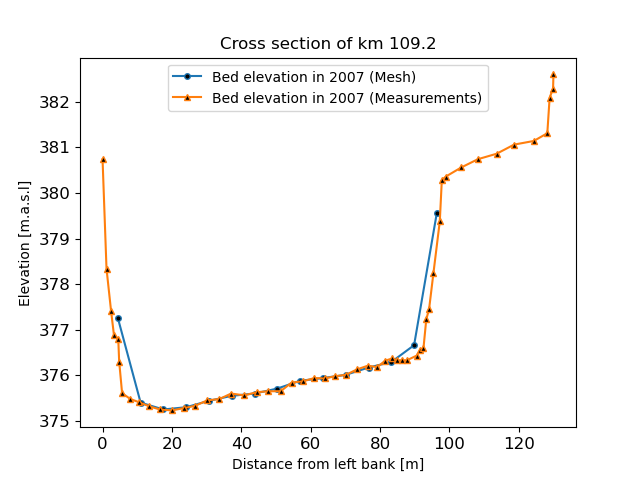 Cross section of km 109.2
Bed elevation in 2007 (Mesh)
Bed elevation in 2007 (Measurements)
Elevation [m.a.s.l]
382
381
380
379
378
377
376
375
0 20 40 60 80 100 120
Distance from left bank [m]